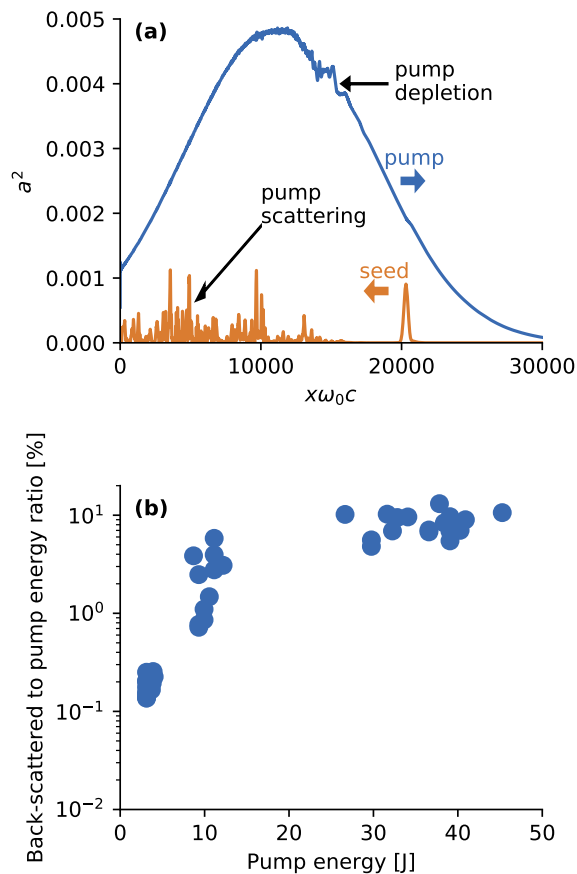 (a)
0.005
0.004
0.003
0.002
0.001
0.000
a²
pump
depletion
pump
pump
scattering
seed
0
10000
20000
30000
xω₀c
(b)
10¹
10⁰
10⁻¹
10⁻²
Back-scattered to pump energy ratio [%]
0
10
20
30
40
50
Pump energy [J]